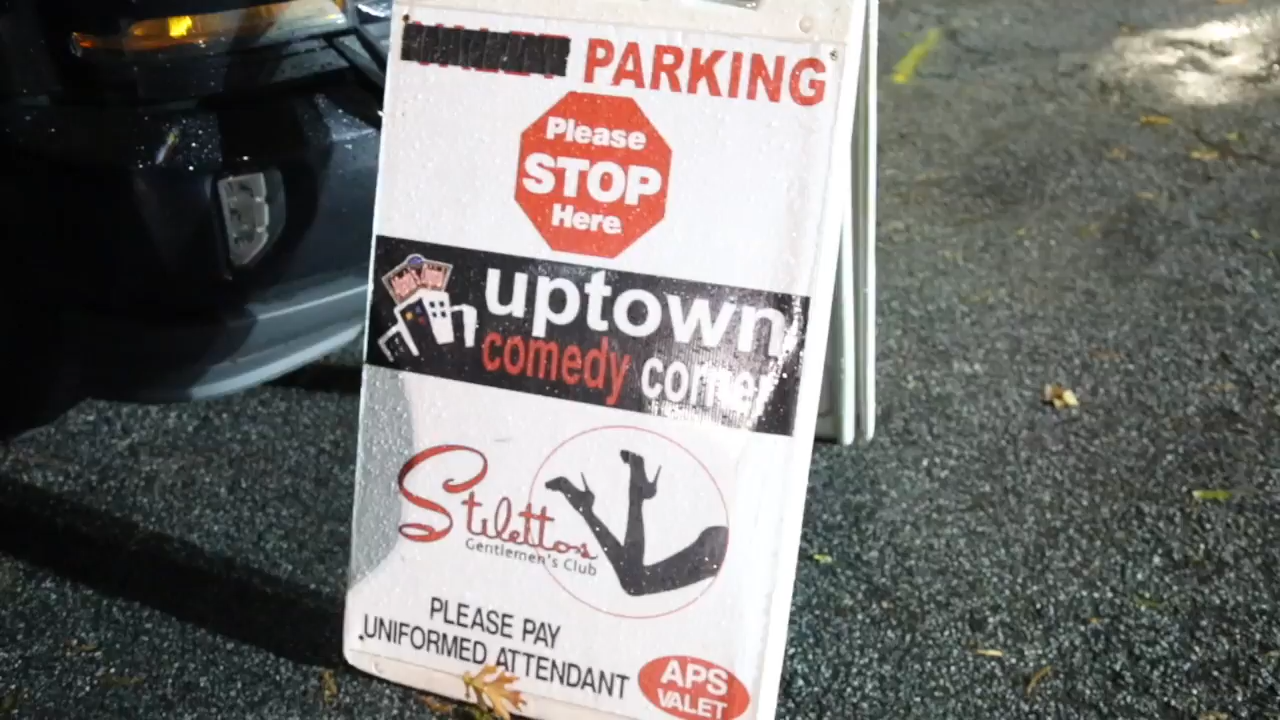 PARKING
Please
STOP
Here
uptown
comedy corner
Stilettos
Gentlemen's Club
PLEASE PAY
UNIFORMED ATTENDANT
APS
VALET